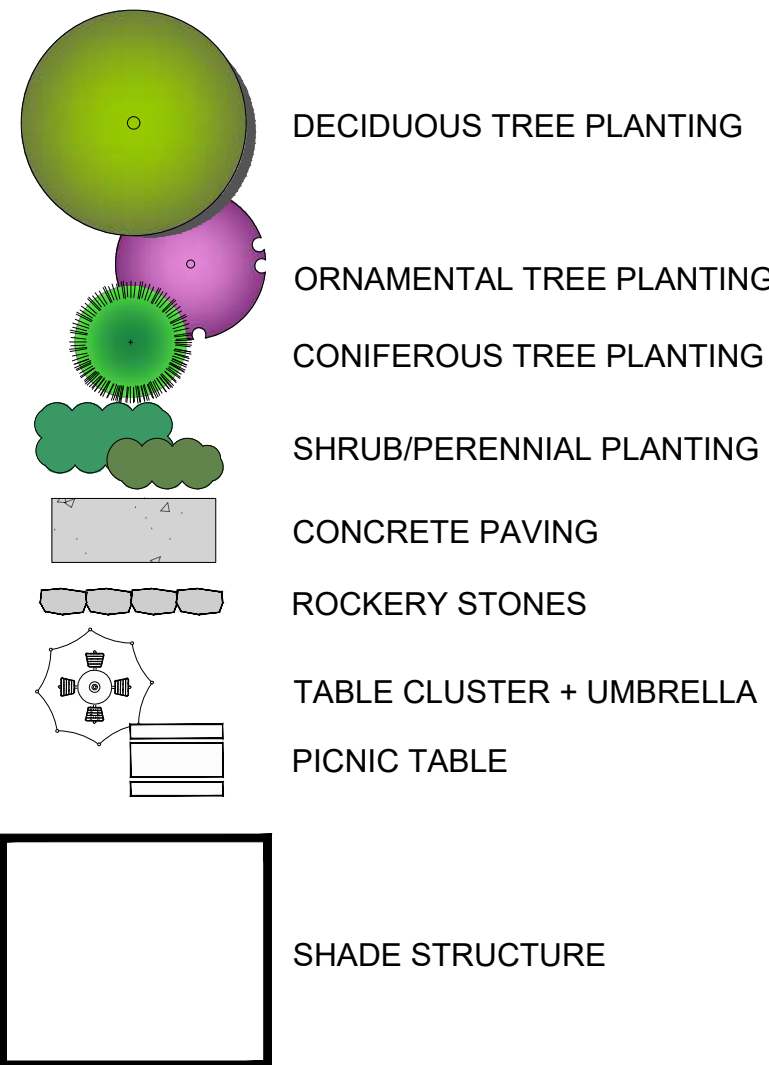 DECIDUOUS TREE PLANTING
ORNAMENTAL TREE PLANTING
CONIFEROUS TREE PLANTING
SHRUB/PERENNIAL PLANTING
CONCRETE PAVING
ROCKERY STONES
TABLE CLUSTER + UMBRELLA
PICNIC TABLE
SHADE STRUCTURE